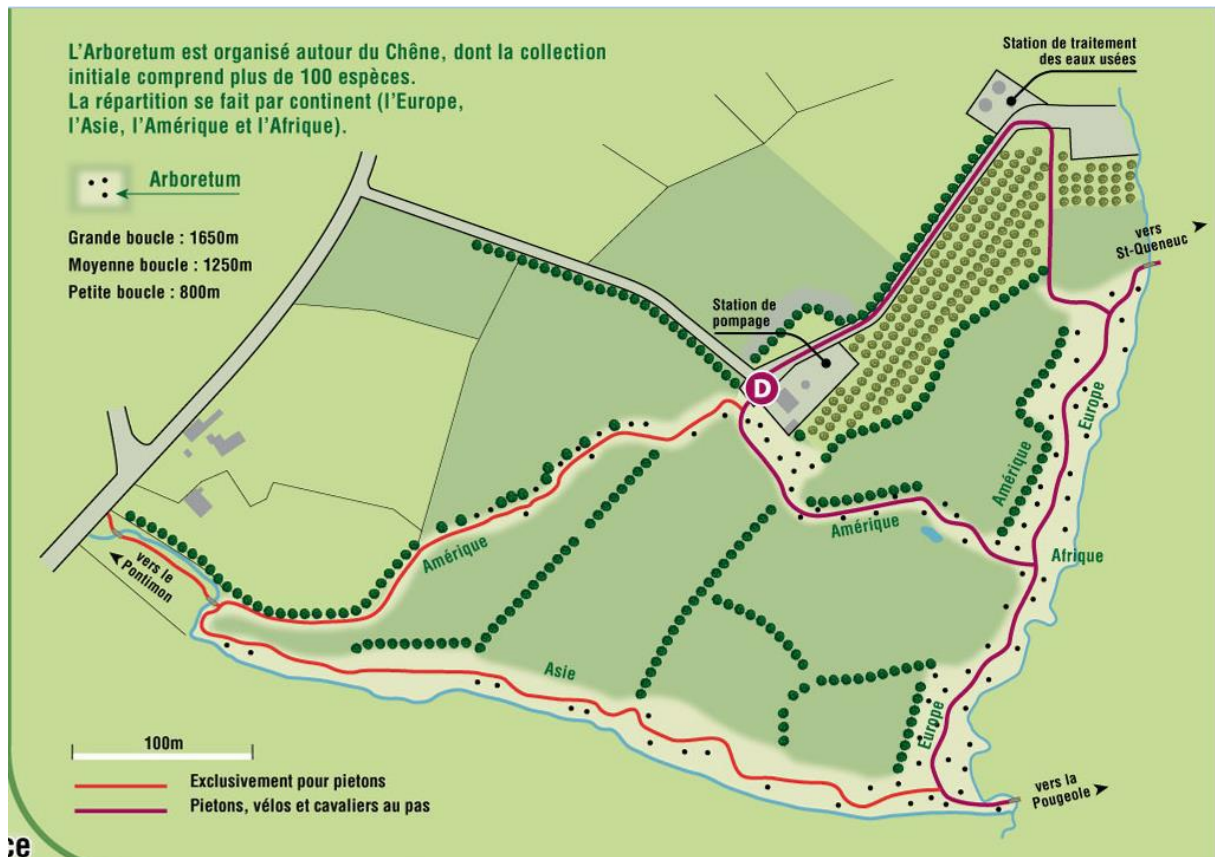 L'Arboretum est organisé autour du Chêne, dont la collection
initiale comprend plus de 100 espèces.
La répartition se fait par continent (l'Europe,
l'Asie, l'Amérique et l'Afrique).
Arboretum
Grande boucle : 1650m
Moyenne boucle : 1250m
Petite boucle : 800m
Station de traitement
des eaux usées
vers
St-Queneuc
Station de
pompage
D
Europe
Amérique
Amérique
Afrique
Amérique
vers le
Pontimon
Asie
Europe
100m
Exclusivement pour pietons
Pietons, vélos et cavaliers au pas
vers la
Pougeole
ce